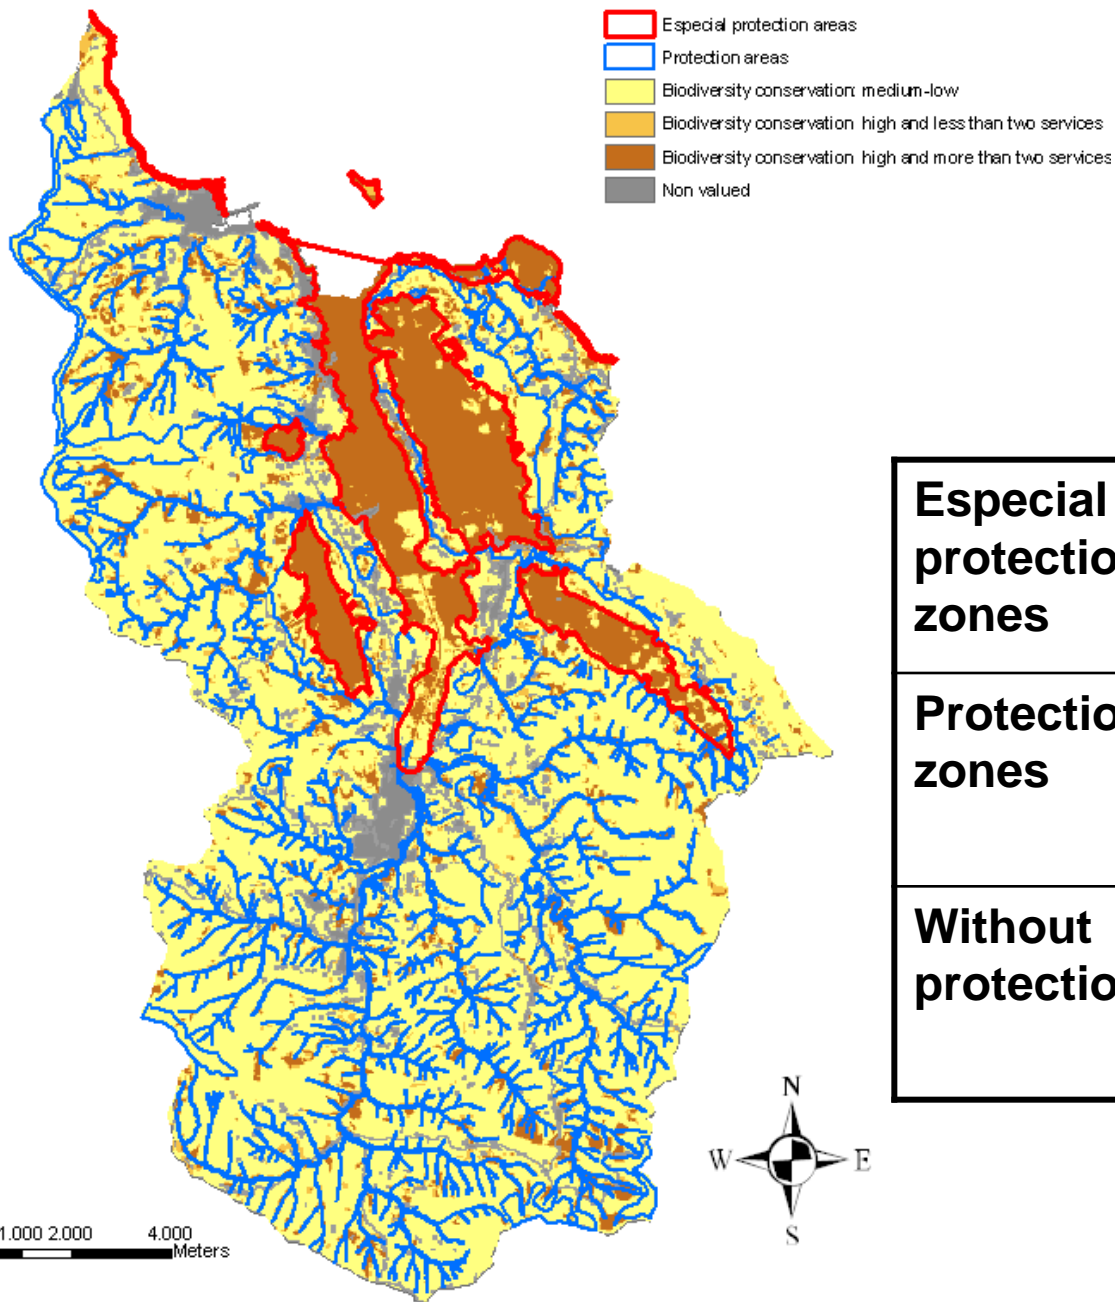 Especial protection areas
Protection areas
Biodiversity conservation: medium-low
Biodiversity conservation high and less than two services
Biodiversity conservation high and more than two services
Non valued
Especial
protectio
zones
Protectio
zones
Without
protectio
N
W E
S
1.000 2.000 4.000
Meters